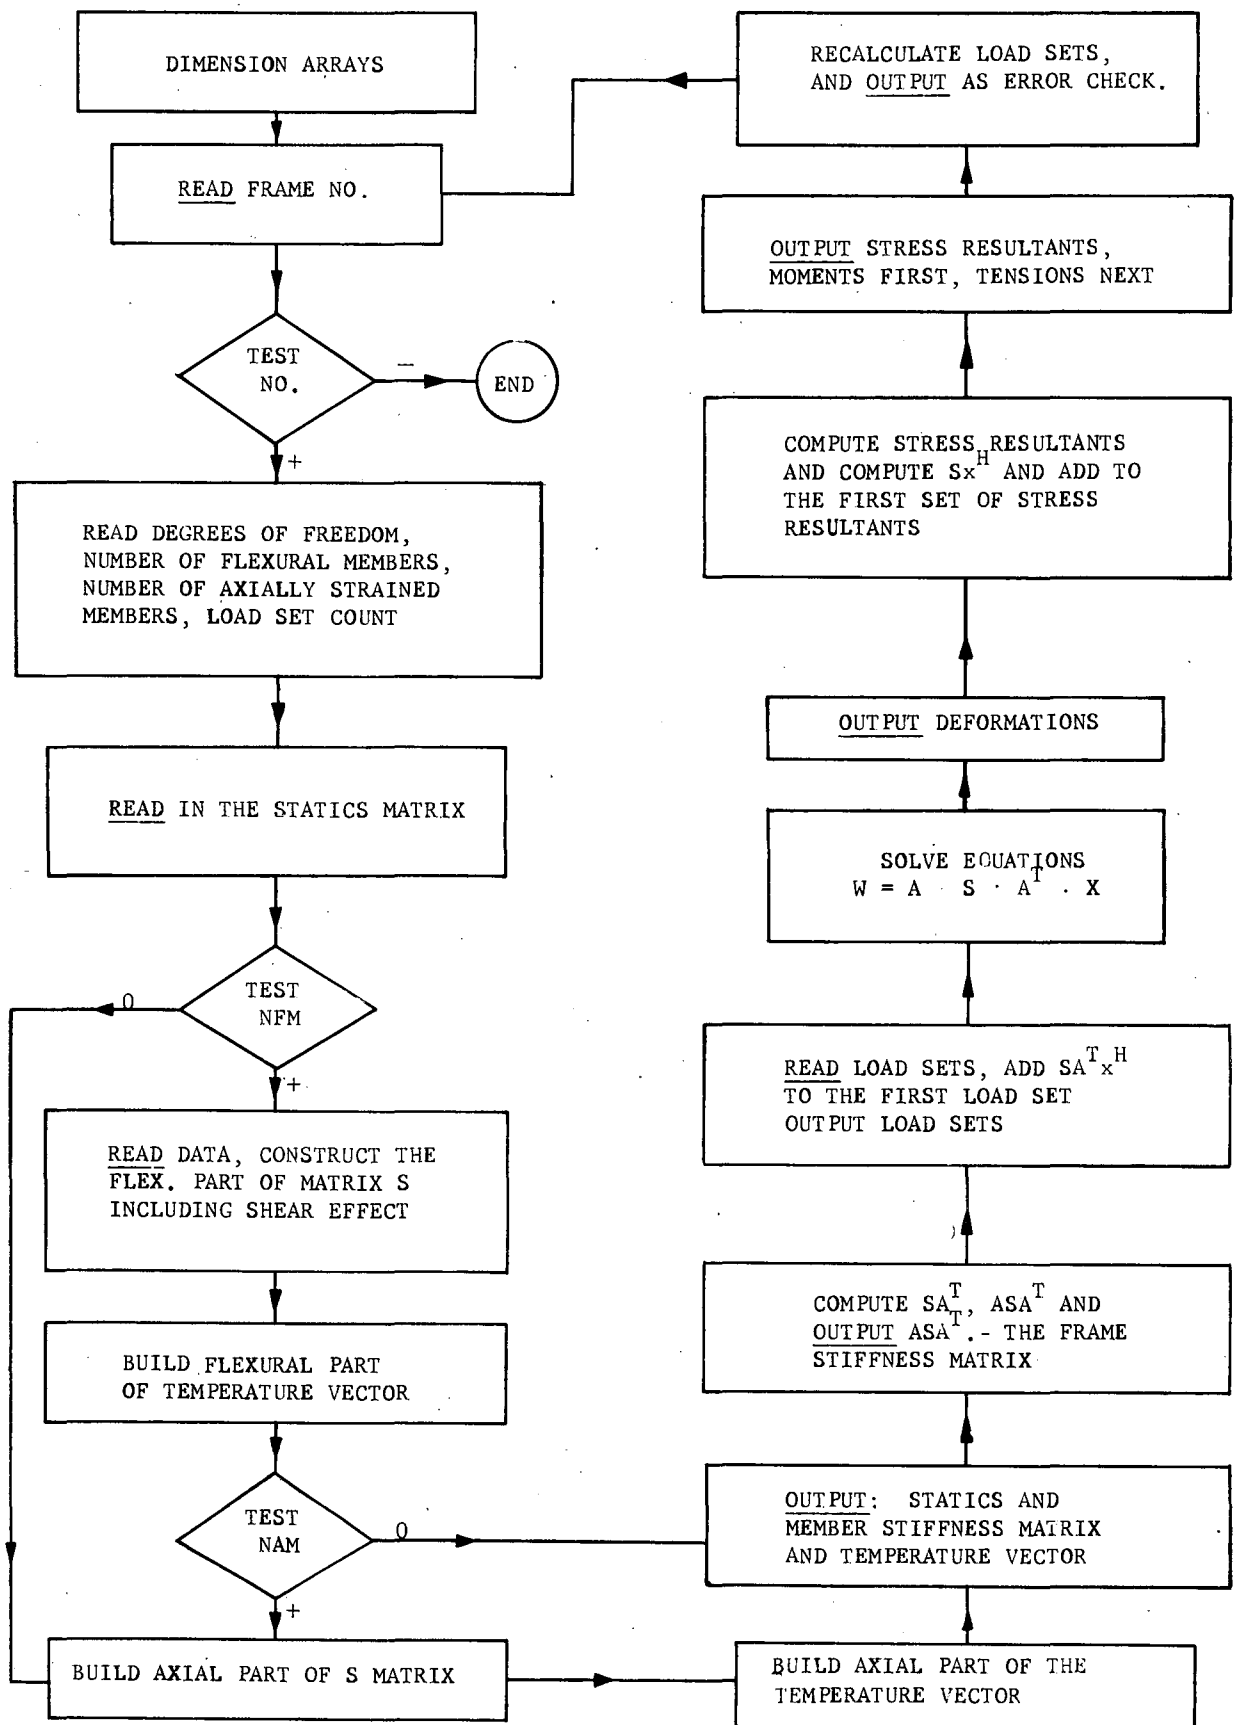 DIMENSION ARRAYS
READ FRAME NO.
TEST
NO.
−
END
+
READ DEGREES OF FREEDOM,
NUMBER OF FLEXURAL MEMBERS,
NUMBER OF AXIALLY STRAINED
MEMBERS, LOAD SET COUNT
READ IN THE STATICS MATRIX
TEST
NFM
0
+
READ DATA, CONSTRUCT THE
FLEX. PART OF MATRIX S
INCLUDING SHEAR EFFECT
BUILD FLEXURAL PART
OF TEMPERATURE VECTOR
TEST
NAM
0
+
BUILD AXIAL PART OF S MATRIX
BUILD AXIAL PART OF THE
TEMPERATURE VECTOR
OUTPUT: STATICS AND
MEMBER STIFFNESS MATRIX
AND TEMPERATURE VECTOR
COMPUTE SA^T, ASA^T AND
OUTPUT ASA^T.- THE FRAME
STIFFNESS MATRIX
READ LOAD SETS, ADD SA^T x^H
TO THE FIRST LOAD SET
OUTPUT LOAD SETS
SOLVE EQUATIONS
W = A S · A^T . X
OUTPUT DEFORMATIONS
COMPUTE STRESS RESULTANTS
AND COMPUTE Sx^H AND ADD TO
THE FIRST SET OF STRESS
RESULTANTS
OUTPUT STRESS RESULTANTS,
MOMENTS FIRST, TENSIONS NEXT
RECALCULATE LOAD SETS,
AND OUTPUT AS ERROR CHECK.